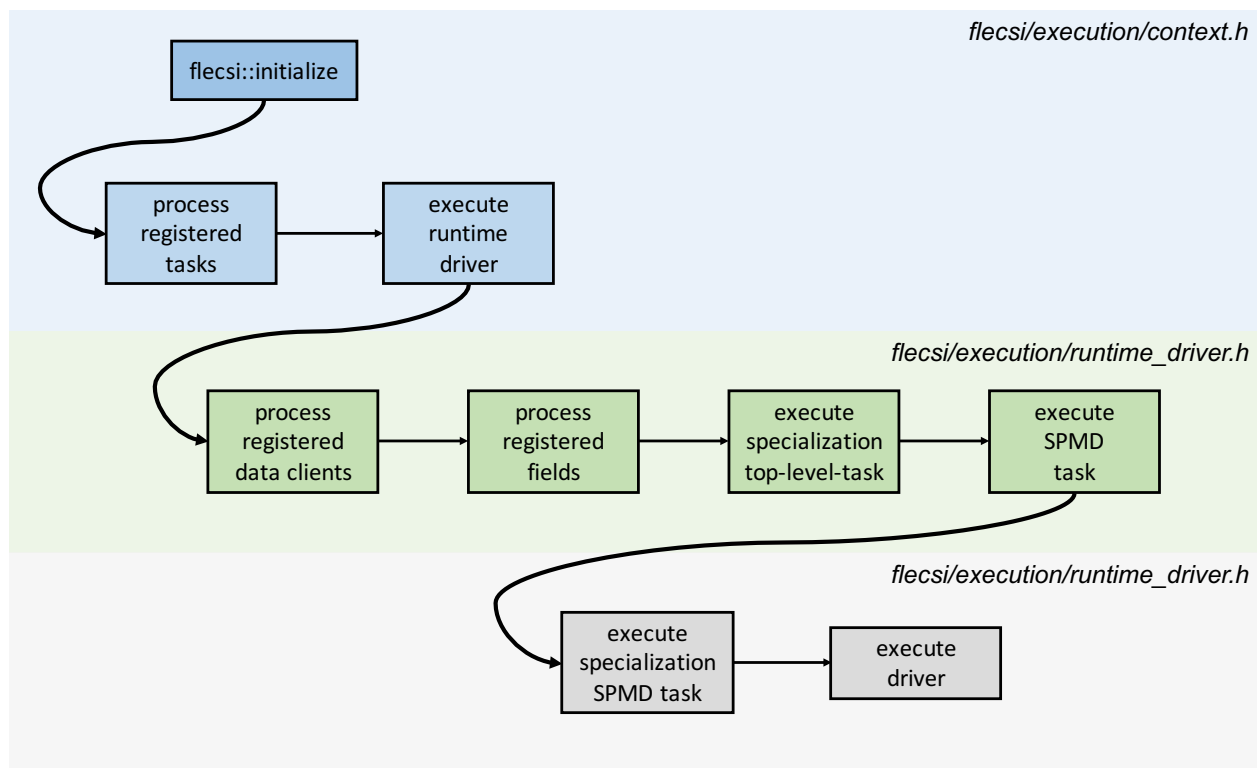 flecsi/execution/context.h
flecsi::initialize
process
registered
tasks
execute
runtime
driver
flecsi/execution/runtime_driver.h
process
registered
data clients
process
registered
fields
execute
specialization
top-level-task
execute
SPMD
task
flecsi/execution/runtime_driver.h
execute
specialization
SPMD task
execute
driver